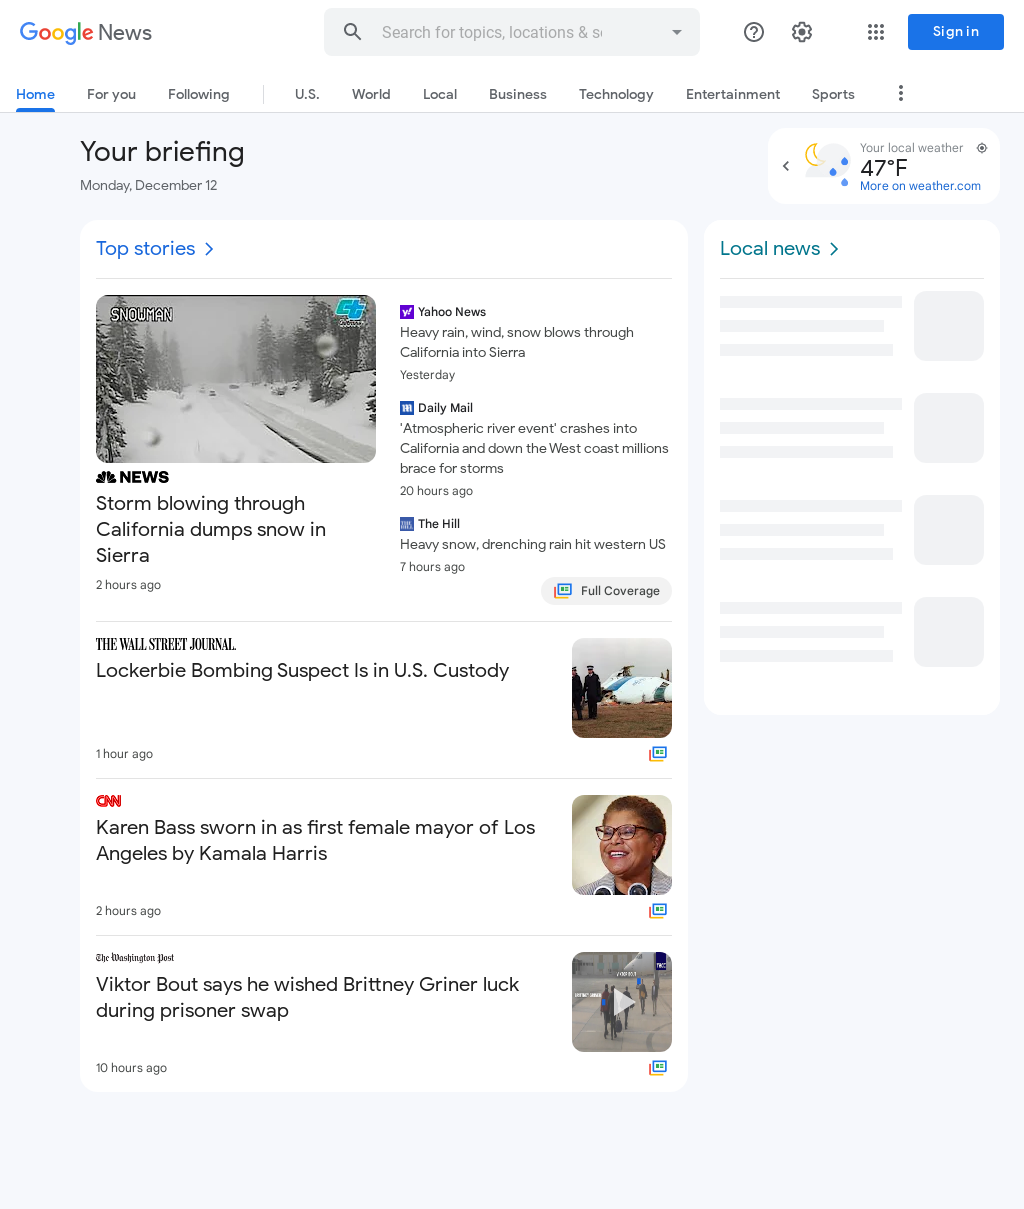 Google News
Search for topics, locations & so
Sign in
Home
For you
Following
U.S.
World
Local
Business
Technology
Entertainment
Sports
Your briefing
Monday, December 12
Your local weather
47°F
More on weather.com
Top stories
SNOWMAN
NEWS
Storm blowing through
California dumps snow in
Sierra
2 hours ago
Yahoo News
Heavy rain, wind, snow blows through
California into Sierra
Yesterday
Daily Mail
'Atmospheric river event' crashes into
California and down the West coast millions
brace for storms
20 hours ago
The Hill
Heavy snow, drenching rain hit western US
7 hours ago
Full Coverage
THE WALL STREET JOURNAL.
Lockerbie Bombing Suspect Is in U.S. Custody
1 hour ago
CNN
Karen Bass sworn in as first female mayor of Los
Angeles by Kamala Harris
2 hours ago
The Washington Post
Viktor Bout says he wished Brittney Griner luck
during prisoner swap
10 hours ago
Local news